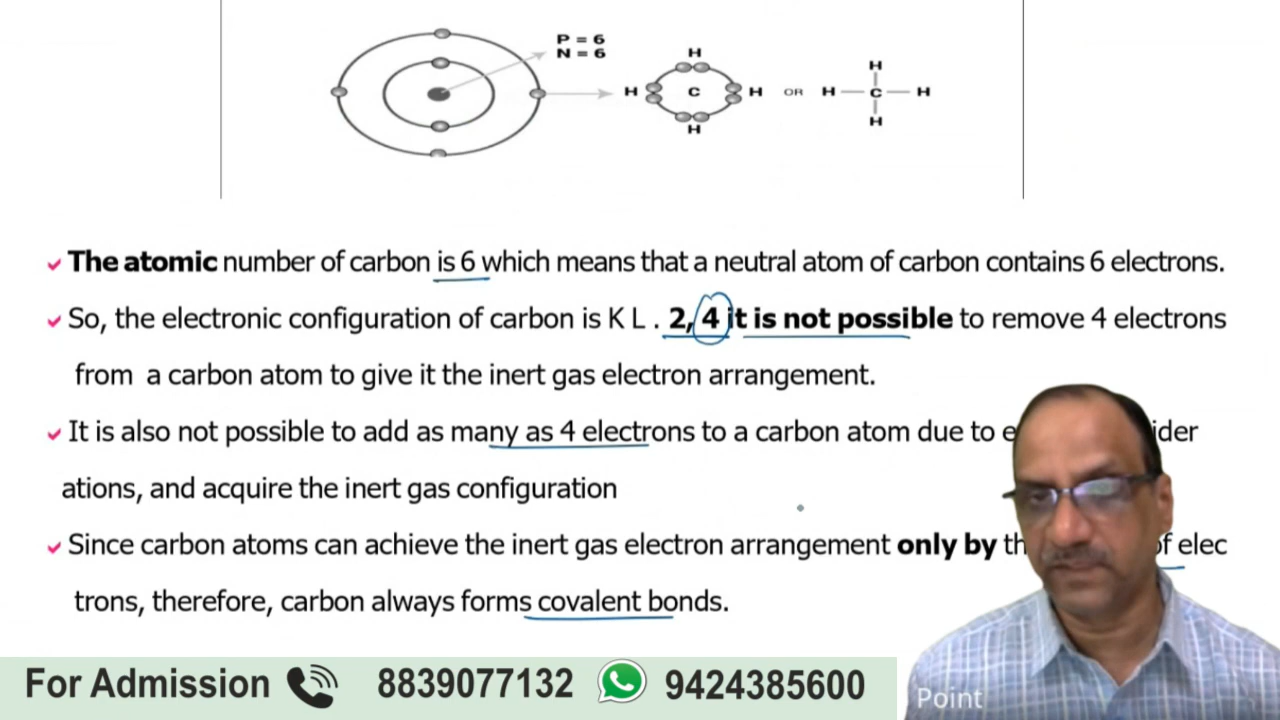 P = 6
N = 6
H
H C H OR H C H
H
H
H
✓ The atomic number of carbon is 6 which means that a neutral atom of carbon contains 6 electrons.
✓ So, the electronic configuration of carbon is K L . 2, 4 it is not possible to remove 4 electrons
from a carbon atom to give it the inert gas electron arrangement.
✓ It is also not possible to add as many as 4 electrons to a carbon atom due to
ations, and acquire the inert gas configuration
✓ Since carbon atoms can achieve the inert gas electron arrangement only by of elec
trons, therefore, carbon always forms covalent bonds.
For Admission 8839077132 9424385600
Point